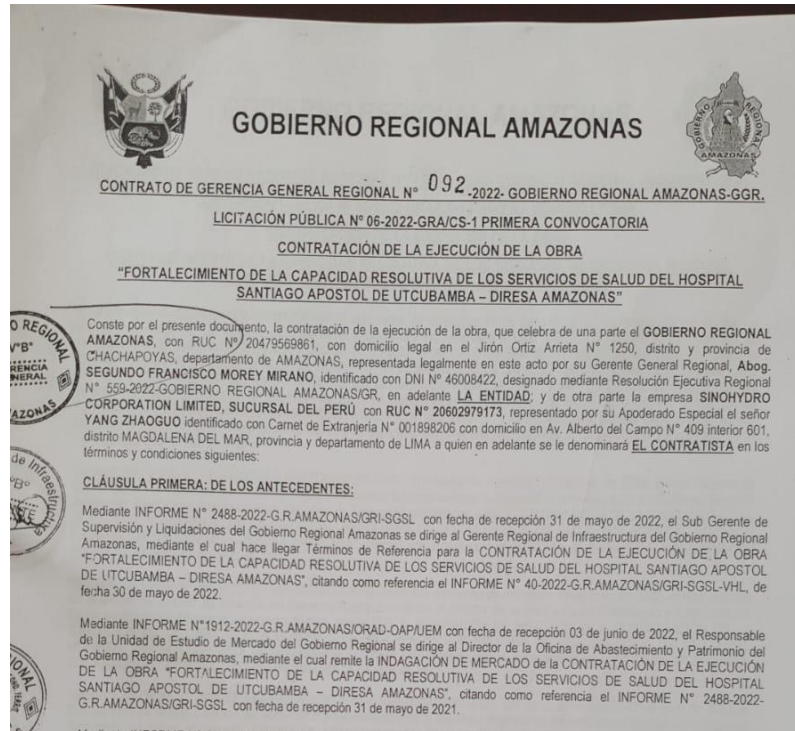 GOBIERNO REGIONAL AMAZONAS
GOBIERNO REGIONAL
AMAZONAS
CONTRATO DE GERENCIA GENERAL REGIONAL N° 092-2022- GOBIERNO REGIONAL AMAZONAS-GGR.
LICITACIÓN PÚBLICA N° 06-2022-GRA/CS-1 PRIMERA CONVOCATORIA
CONTRATACIÓN DE LA EJECUCIÓN DE LA OBRA
"FORTALECIMIENTO DE LA CAPACIDAD RESOLUTIVA DE LOS SERVICIOS DE SALUD DEL HOSPITAL
SANTIAGO APOSTOL DE UTCUBAMBA – DIRESA AMAZONAS"
Conste por el presente documento, la contratación de la ejecución de la obra, que celebra de una parte el GOBIERNO REGIONAL
AMAZONAS, con RUC N° 20479569861, con domicilio legal en el Jirón Ortiz Arrieta N° 1250, distrito y provincia de
CHACHAPOYAS, departamento de AMAZONAS, representada legalmente en este acto por su Gerente General Regional, Abog.
SEGUNDO FRANCISCO MOREY MIRANO, identificado con DNI N° 46008422, designado mediante Resolución Ejecutiva Regional
N° 559-2022-GOBIERNO REGIONAL AMAZONAS/GR, en adelante LA ENTIDAD; y de otra parte la empresa SINOHYDRO
CORPORATION LIMITED, SUCURSAL DEL PERÚ con RUC N° 20602979173, representado por su Apoderado Especial el señor
YANG ZHAOGUO identificado con Carnet de Extranjería N° 001898206 con domicilio en Av. Alberto del Campo N° 409 interior 601,
distrito MAGDALENA DEL MAR, provincia y departamento de LIMA a quien en adelante se le denominará EL CONTRATISTA en los
términos y condiciones siguientes:
CLÁUSULA PRIMERA: DE LOS ANTECEDENTES:
Mediante INFORME N° 2488-2022-G.R.AMAZONAS/GRI-SGSL con fecha de recepción 31 de mayo de 2022, el Sub Gerente de
Supervisión y Liquidaciones del Gobierno Regional Amazonas se dirige al Gerente Regional de Infraestructura del Gobierno Regional
Amazonas, mediante el cual hace llegar Términos de Referencia para la CONTRATACIÓN DE LA EJECUCIÓN DE LA OBRA
"FORTALECIMIENTO DE LA CAPACIDAD RESOLUTIVA DE LOS SERVICIOS DE SALUD DEL HOSPITAL SANTIAGO APOSTOL
DE UTCUBAMBA – DIRESA AMAZONAS", citando como referencia el INFORME N° 40-2022-G.R.AMAZONAS/GRI-SGSL-VHL, de
fecha 30 de mayo de 2022.
Mediante INFORME N°1912-2022-G.R.AMAZONAS/ORAD-OAP/UEM con fecha de recepción 03 de junio de 2022, el Responsable
de la Unidad de Estudio de Mercado del Gobierno Regional se dirige al Director de la Oficina de Abastecimiento y Patrimonio del
Gobierno Regional Amazonas, mediante el cual remite la INDAGACIÓN DE MERCADO de la CONTRATACIÓN DE LA EJECUCIÓN
DE LA OBRA "FORTALECIMIENTO DE LA CAPACIDAD RESOLUTIVA DE LOS SERVICIOS DE SALUD DEL HOSPITAL
SANTIAGO APOSTOL DE UTCUBAMBA – DIRESA AMAZONAS", citando como referencia el INFORME N° 2488-2022-
G.R.AMAZONAS/GRI-SGSL con fecha de recepción 31 de mayo de 2021.